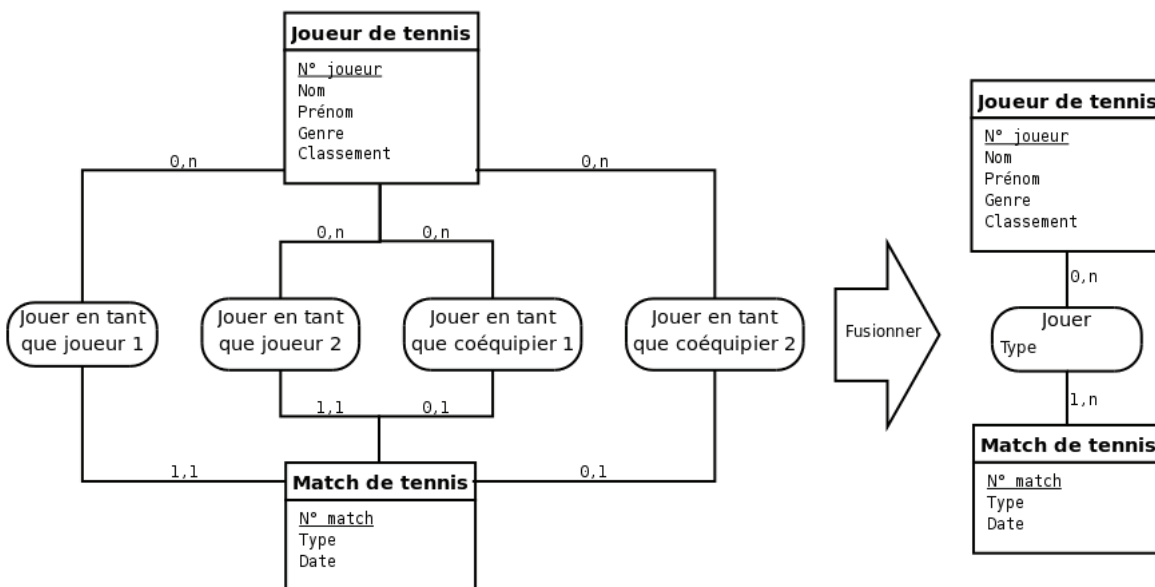 Joueur de tennis
N° joueur
Nom
Prénom
Genre
Classement
0,n
0,n
0,n
0,n
Jouer en tant
que joueur 1
Jouer en tant
que joueur 2
Jouer en tant
que coéquipier 1
Jouer en tant
que coéquipier 2
1,1
0,1
1,1
0,1
Match de tennis
N° match
Type
Date
Fusionner
Joueur de tennis
N° joueur
Nom
Prénom
Genre
Classement
0,n
Jouer
Type
1,n
Match de tennis
N° match
Type
Date